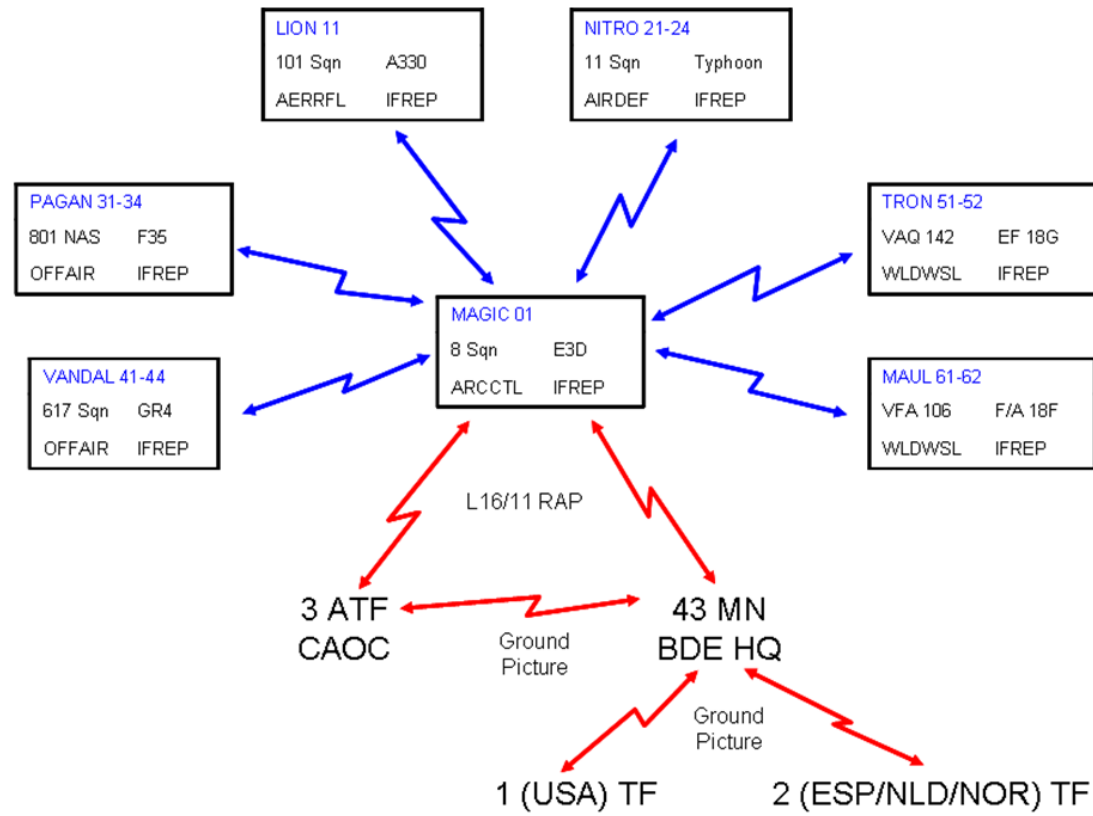 LION 11
101 Sqn A330
AERRFL IFREP
NITRO 21-24
11 Sqn Typhoon
AIRDEF IFREP
PAGAN 31-34
801 NAS F35
OFFAIR IFREP
TRON 51-52
VAQ 142 EF 18G
WLDWSL IFREP
MAGIC 01
8 Sqn E3D
ARCCTL IFREP
VANDAL 41-44
617 Sqn GR4
OFFAIR IFREP
MAUL 61-62
VFA 106 F/A 18F
WLDWSL IFREP
L16/11 RAP
3 ATF
CAOC
Ground
Picture
43 MN
BDE HQ
Ground
Picture
1 (USA) TF
2 (ESP/NLD/NOR) TF